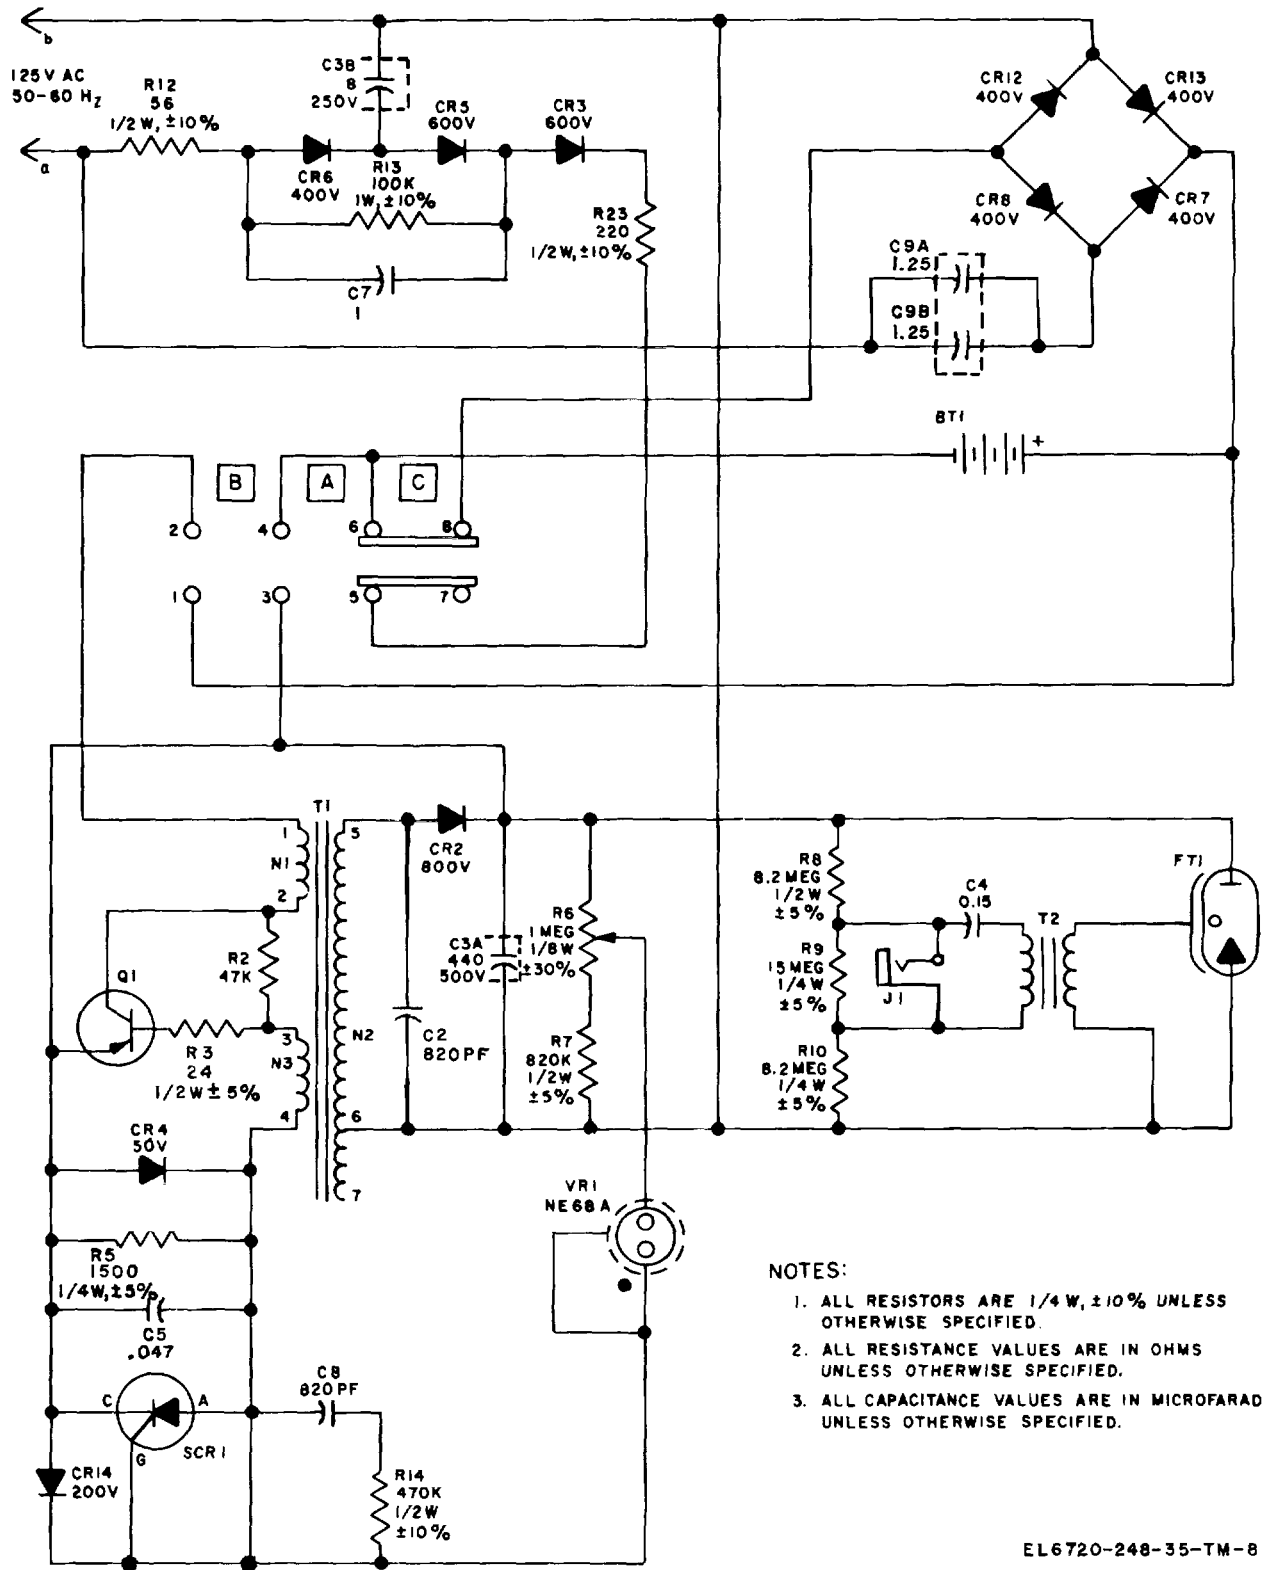 b
125V AC
50-60 HZ
a
R12
56
1/2 W, ±10%
C3B
8
250V
CR5
600V
CR3
600V
CR6
400V
R13
100K
1W, ±10%
C7
1
R23
220
1/2W, ±10%
CR12
400V
CR13
400V
CR8
400V
CR7
400V
C9A
1.25
C9B
1.25
BT1
+
B
A
C
2
4
6
8
1
3
5
7
T1
1
N1
2
5
CR2
800V
R2
47K
Q1
R3
24
1/2W ± 5%
3
N3
4
N2
6
7
C2
820PF
C3A
440
500V
R6
1 MEG
1/8W
±30%
R7
820K
1/2W
±5%
R8
8.2 MEG
1/2W
±5%
R9
15 MEG
1/4 W
±5%
R10
8.2 MEG
1/4 W
±5%
C4
0.15
J1
T2
FT1
CR4
50V
R5
1500
1/4W, ±5%
C5
.047
C
A
G
SCR1
CR14
200V
C8
820PF
R14
470K
1/2W
±10%
VR1
NE68A
NOTES:
1. ALL RESISTORS ARE 1/4 W, ±10% UNLESS
OTHERWISE SPECIFIED.
2. ALL RESISTANCE VALUES ARE IN OHMS
UNLESS OTHERWISE SPECIFIED.
3. ALL CAPACITANCE VALUES ARE IN MICROFARAD
UNLESS OTHERWISE SPECIFIED.
EL6720-248-35-TM-8